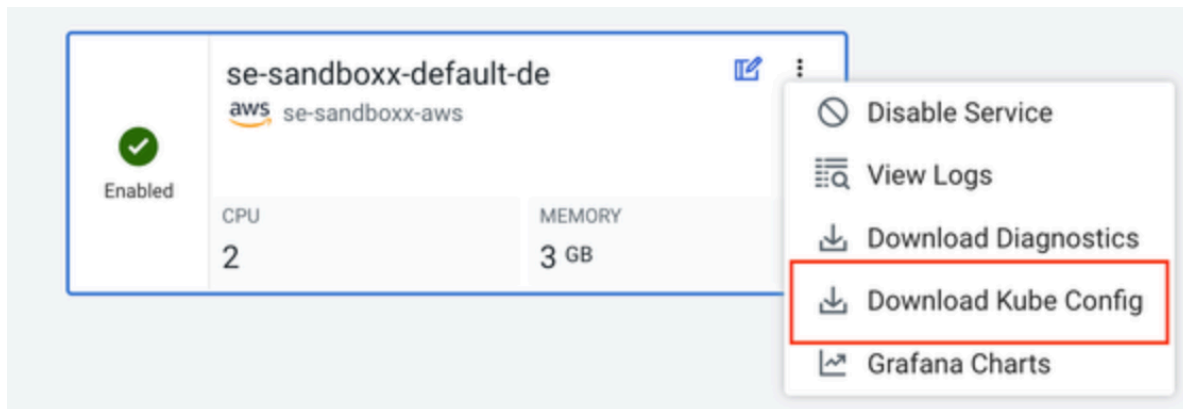 se-sandboxx-default-de
aws se-sandboxx-aws
Enabled
CPU
2
MEMORY
3 GB
Disable Service
View Logs
Download Diagnostics
Download Kube Config
Grafana Charts